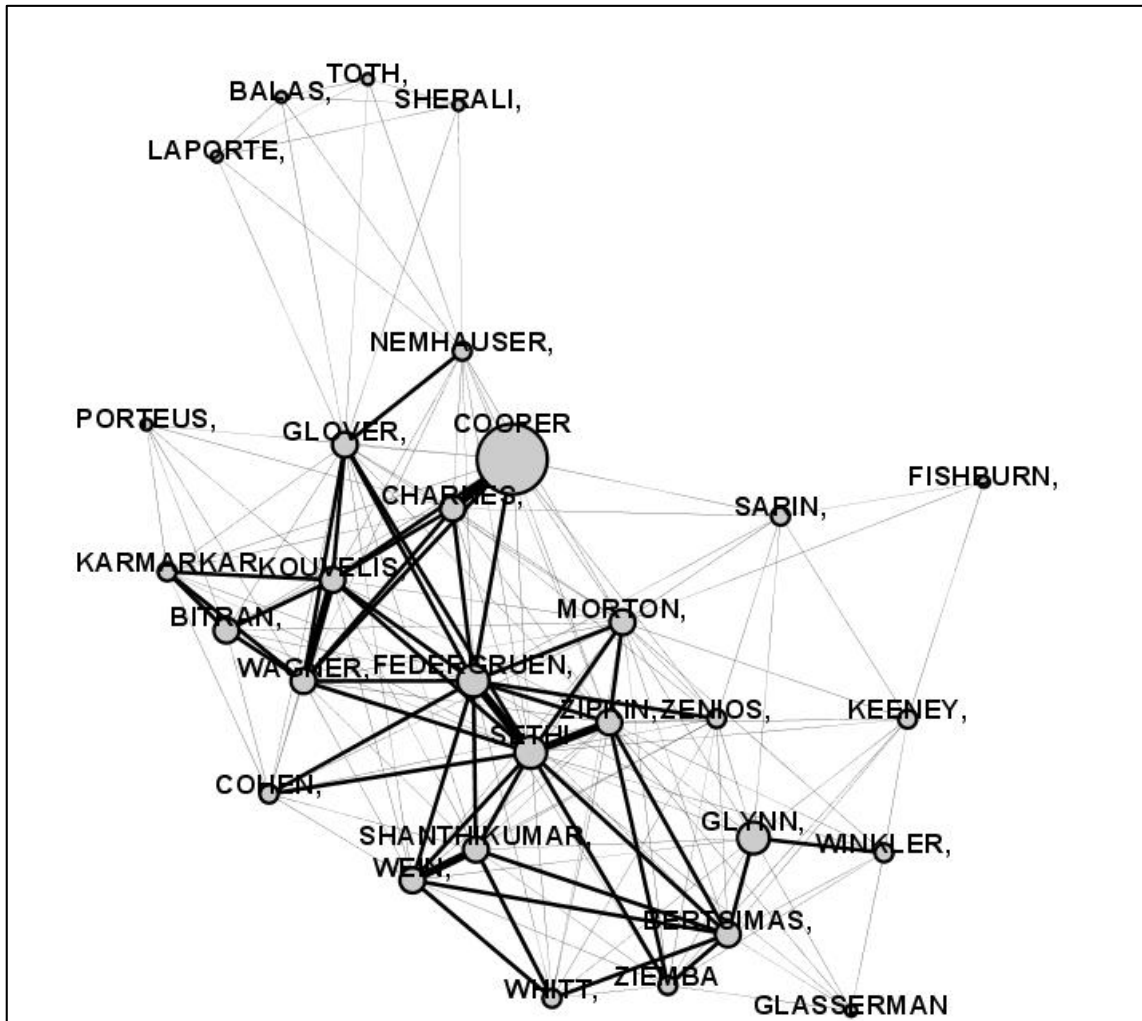 TOTH,
BALAS,
SHERALI,
LAPORTE,
NEMHAUSER,
PORTEUS,
COOPER
GLOVER,
FISHBURN,
CHARNES,
SARIN,
KARMARKAR
KOUVELIS
BITRAN,
MORTON,
WAGNER,
FEDERGRUEN,
ZIPKIN,
ZENIOS,
KEENEY,
SETHI
COHEN,
GLYNN,
SHANTHIKUMAR,
WINKLER,
WEIN,
BERTSIMAS,
ZIEMBA
WHITT,
GLASSERMAN